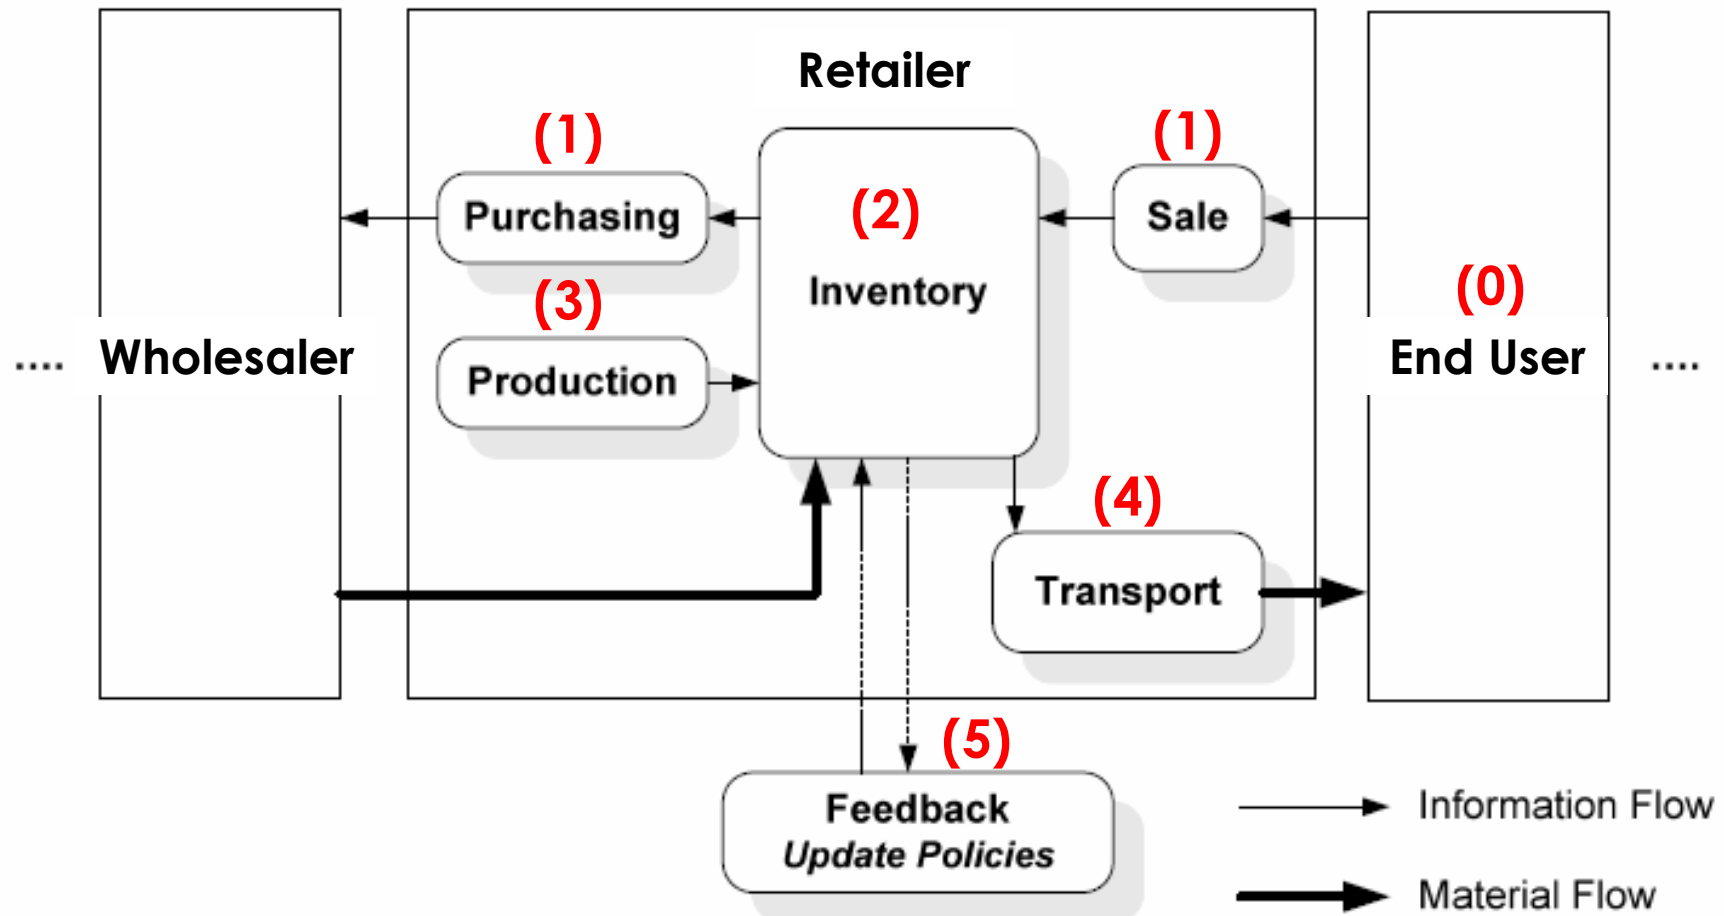 Retailer
(1)
(1)
Purchasing
(2)
Sale
Inventory
(0)
(3)
....
Wholesaler
End User
....
Production
(4)
Transport
(5)
Feedback
Update Policies
Information Flow
Material Flow